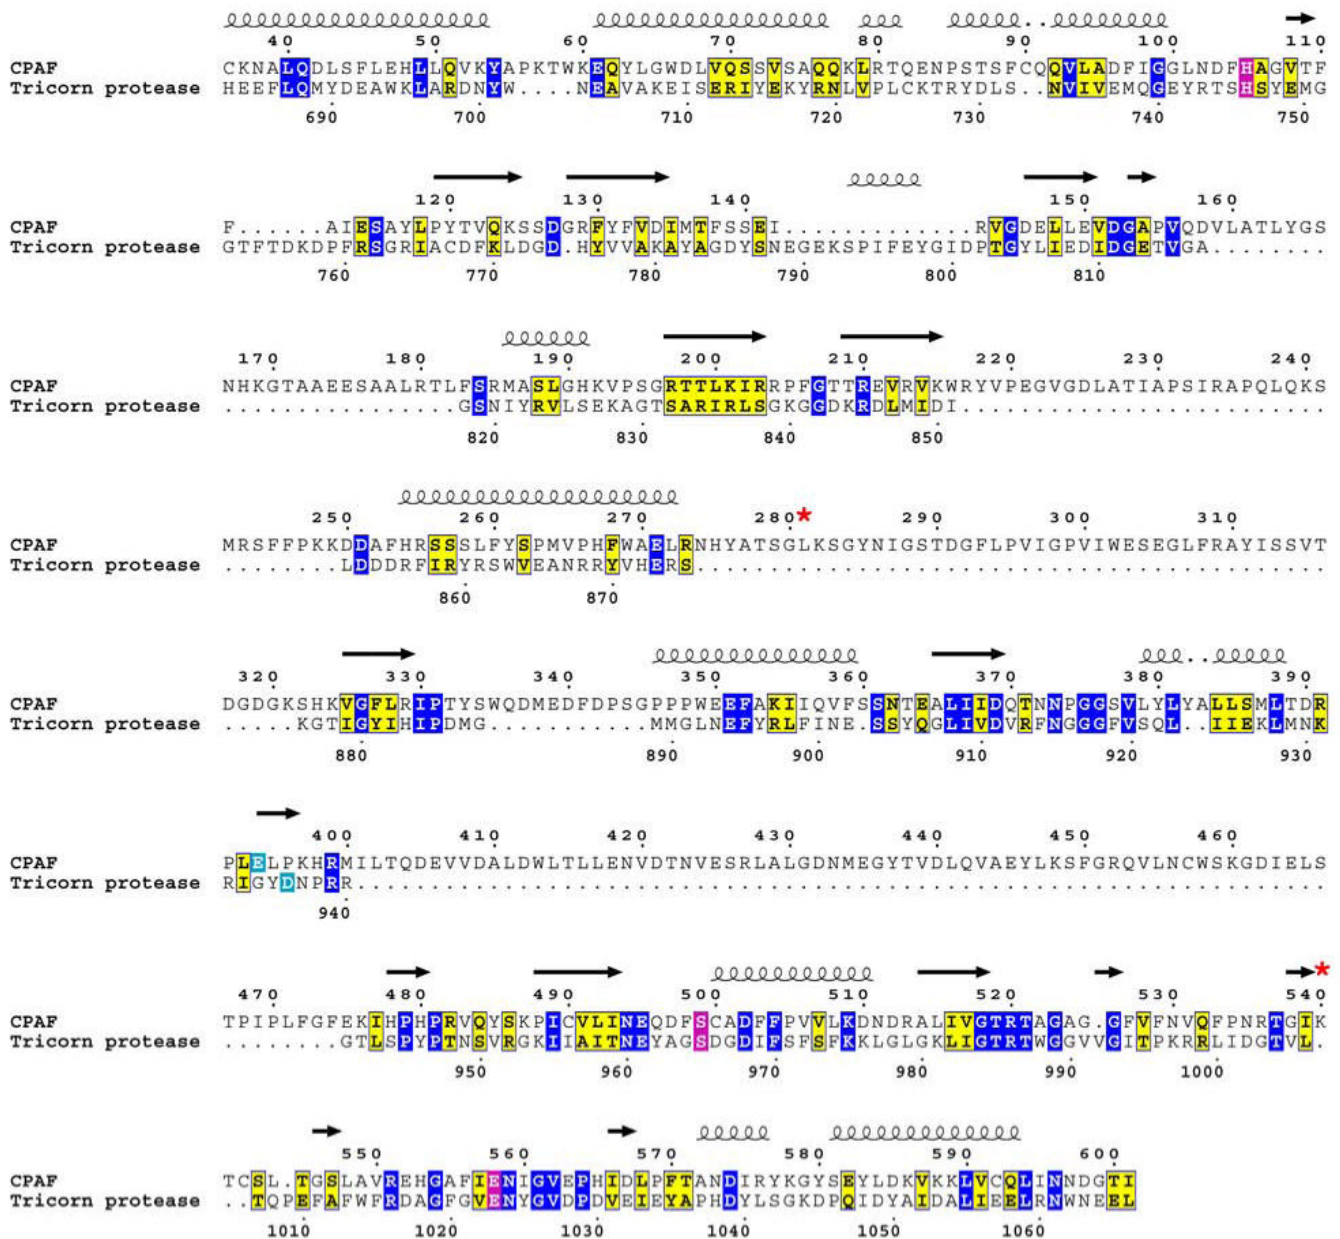 40 50 60 70 80 90 100 110
CPAF CKNALQDLSFLEHLLQVKYAPKTWKEQYLGWDLVQSSVSAQQKLRTQENPSTSFCQQVLADFIGGLNDFHAGVTF
Tricorn protease HEEFLQMYDEAWKLARDNYW....NEAVAKEISERIYEKYRNLVPLCKTRYDLS..NVIVEMQGEYRTSHSYEMG
690 700 710 720 730 740 750
120 130 140 150 160
CPAF F......AIESAYLPYTVQKSSDGRFYFVDIMTFSSEI..............RVGDELLEVDGAPVQDVLATLYGS
Tricorn protease GTFTDKDPFRSGRIACDFKLDGD.HYVVAKAYAGDYSNEGEKSPIFEYGIDPTGYLIEDIDGETVGA........
760 770 780 790 800 810
170 180 190 200 210 220 230 240
CPAF NHKGTAAEESAALRTLFSRMASLGHKVPSGRTTLKIRRPFGTTREVRVKWRYVPEGVGDLATIAPSIRAPQLQKS
Tricorn protease ................GSNIYRVLSEKAGTSARIRLSGKGGDKRDLMIDI.........................
820 830 840 850
250 260 270 280* 290 300 310
CPAF MRSFFPKKDDAFHRSSSLFYSPMVPHFWAELRNHYATSGLKSGYNIGSTDGFLPVIGPVIWESEGLFRAYISSVT
Tricorn protease ........LDDDRFIRYRSWVEANRRYVHERS...........................................
860 870
320 330 340 350 360 370 380 390
CPAF DGDGKSHKVGFLRIPTYSWQDMEDFDPSGPPPWEEFAKIIQVFSSNTEALIIDQTNNPGGSVLYLYALLSMLTDR
Tricorn protease .....KGTIGYIHIPDMG...........MMGLNEFYRLFINE.SSYQGLIVDVRFNGGGFVSQL..IIEKLMNK
880 890 900 910 920 930
400 410 420 430 440 450 460
CPAF PLELPKHRMILTQDEVVDALDWLTLLENVDTNVESRLALGDNMEGYTVDLQVAEYLKSFGRQVLNCWSKGDIELS
Tricorn protease RIGYDNPRR..................................................................
940
470 480 490 500 510 520 530 540*
CPAF TPIPLFGFEKIHPHPRVQYSKPICVLINEQDFSCADFFPVVLKDNDRALIVGTRTAGAG.GFVFNVQFPNRTGIK
Tricorn protease ........GTLSPYPTNSVRGKIIAITNEYAGSDGDIFSFSFKKLGLGKLIGTRTWGGVVGITPKRRLIDGTVL.
950 960 970 980 990 1000
550 560 570 580 590 600
CPAF TCSL.TGSLAVREHGAFIENIGVEPHIDLPFTANDIRYKGYSEYLDKVKKLVCQLINNDGTI
Tricorn protease ..TQPEFAFWFRDAGFGVENYGVDPDVEIEYAPHDYLSGKDPQIDYAIDALIEELRNWNEEL
1010 1020 1030 1040 1050 1060